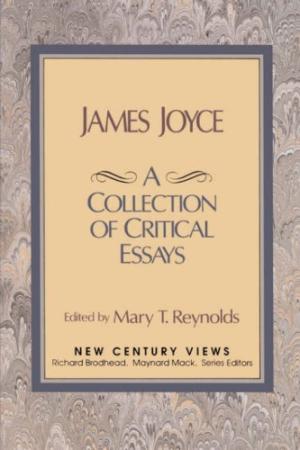 JAMES JOYCE
A
COLLECTION
OF CRITICAL
ESSAYS
Edited by Mary T. Reynolds
NEW CENTURY VIEWS
Richard Brodhead, Maynard Mack, Series Editors